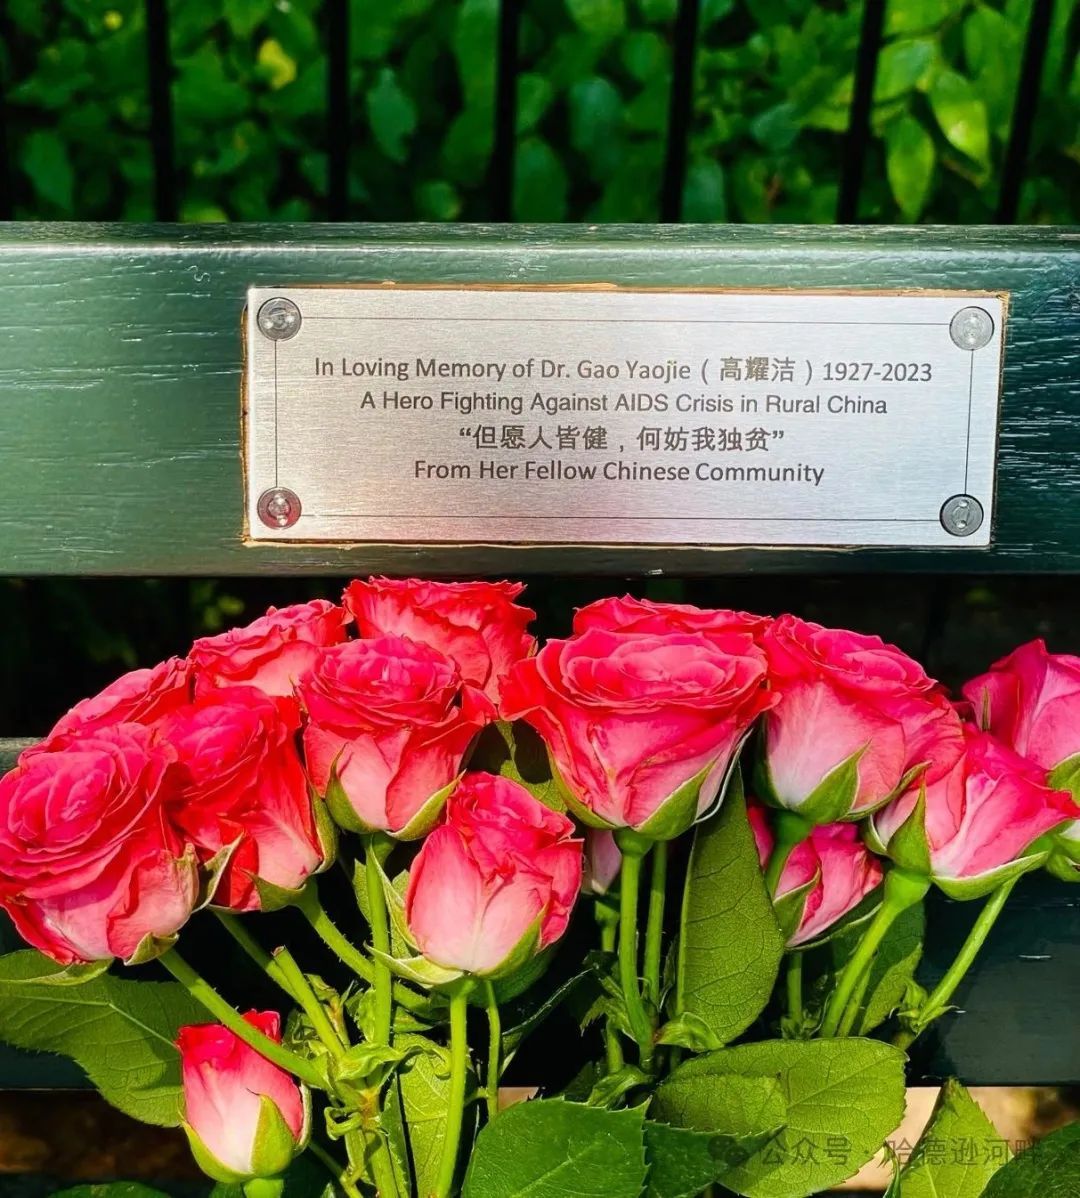 In Loving Memory of Dr. Gao Yaojie ( 高耀洁 ) 1927-2023
A Hero Fighting Against AIDS Crisis in Rural China
“但愿人皆健，何妨我独贫”
From Her Fellow Chinese Community
公众号 · 哈德逊河畔